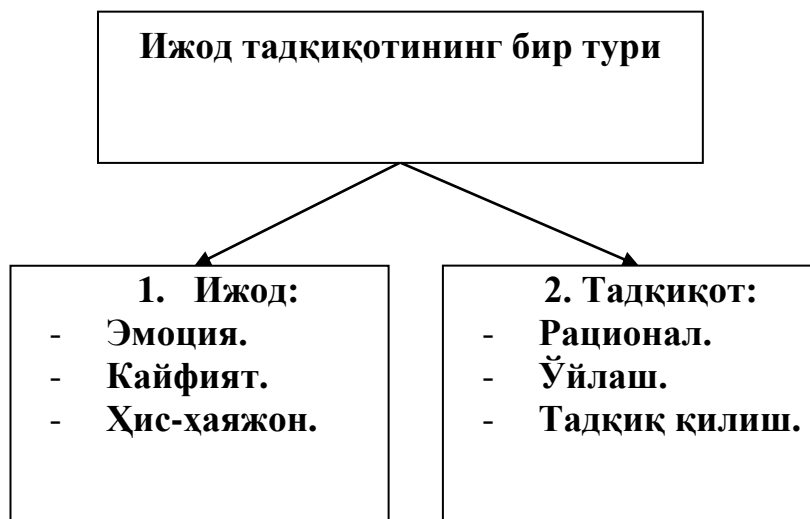 Ижод тадқиқотининг бир тури
1. Ижод:
- Эмоция.
- Кайфият.
- Ҳис-ҳаяжон.
2. Тадқиқот:
- Рационал.
- Ўйлаш.
- Тадқиқ қилиш.